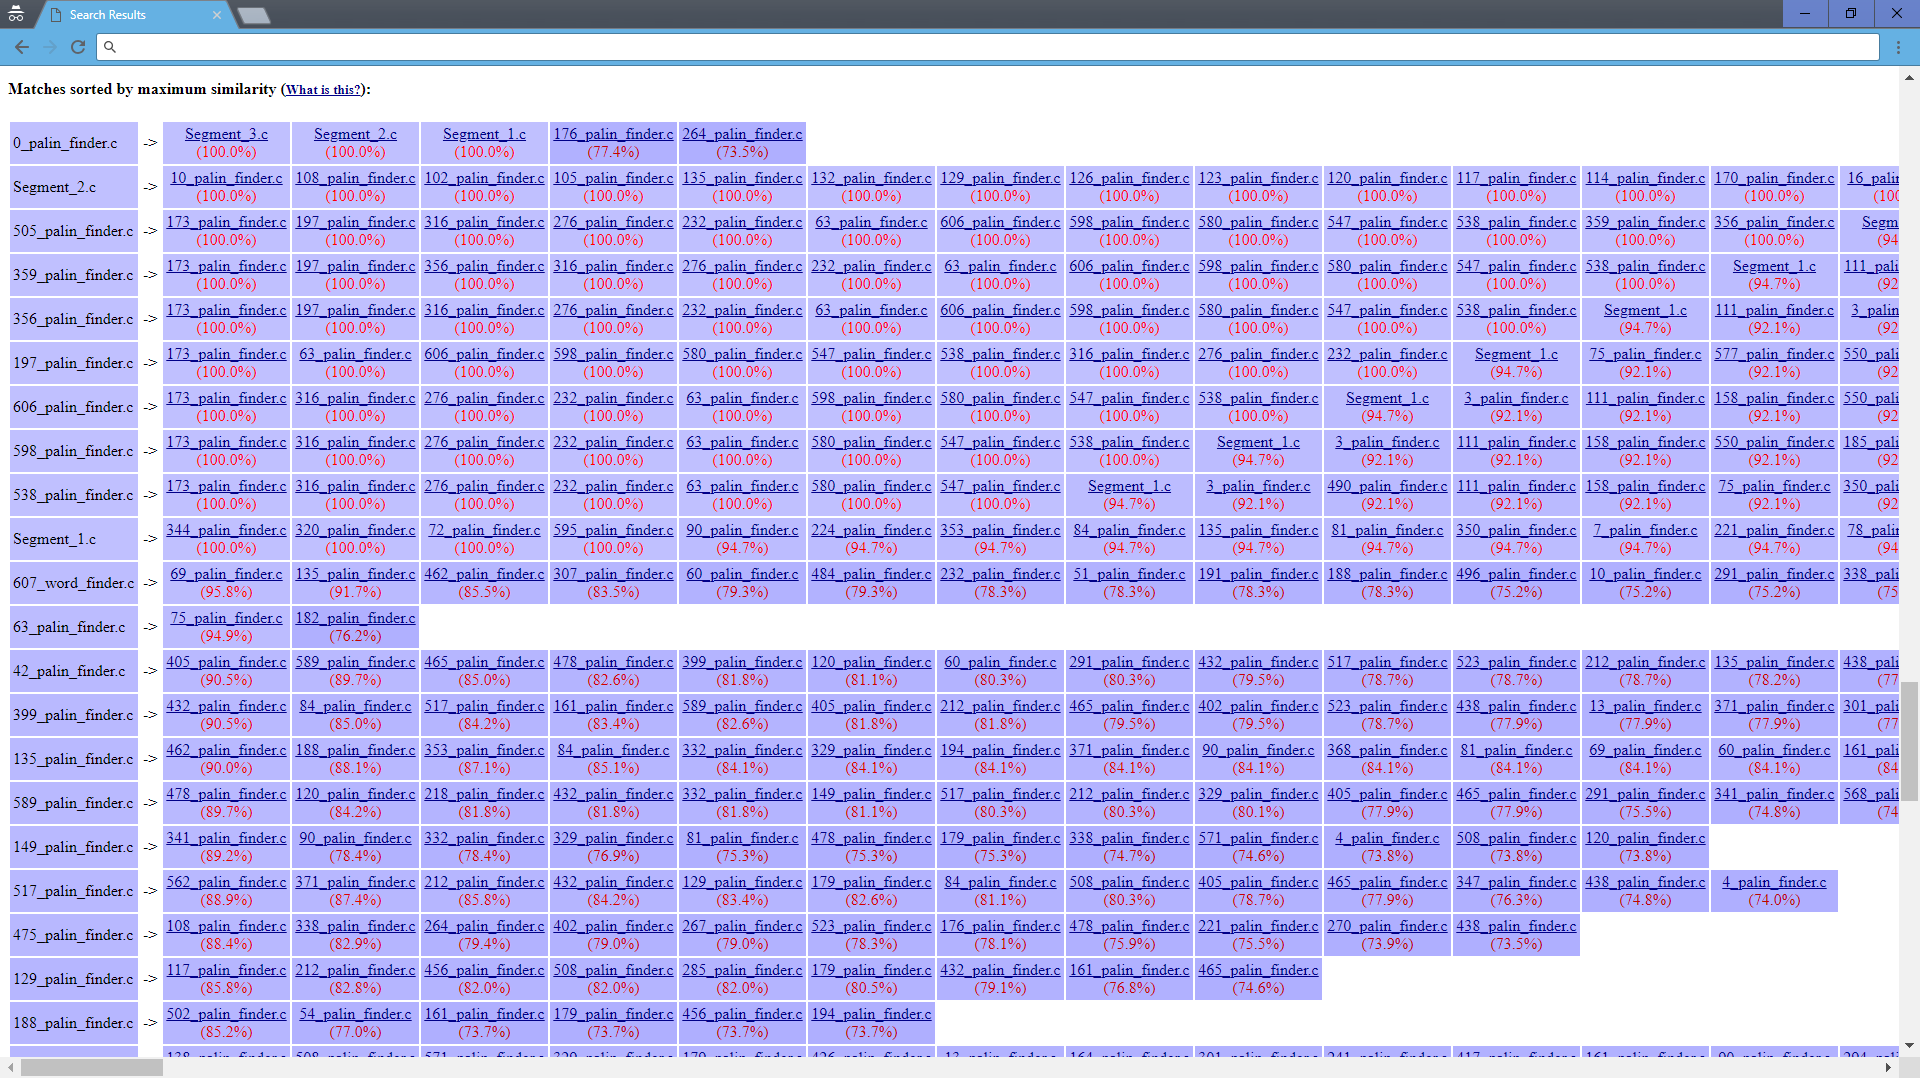 Search Results
Matches sorted by maximum similarity (What is this?):
0_palin_finder.c -> Segment_3.c Segment_2.c Segment_1.c 176_palin_finder.c 264_palin_finder.c
(100.0%) (100.0%) (100.0%) (77.4%) (73.5%)
Segment_2.c -> 10_palin_finder.c 108_palin_finder.c 102_palin_finder.c 105_palin_finder.c 135_palin_finder.c 132_palin_finder.c 129_palin_finder.c 126_palin_finder.c 123_palin_finder.c 120_palin_finder.c 117_palin_finder.c 114_palin_finder.c 170_palin_finder.c 16_palin
(100.0%) (100.0%) (100.0%) (100.0%) (100.0%) (100.0%) (100.0%) (100.0%) (100.0%) (100.0%) (100.0%) (100.0%) (100.0%) (100
505_palin_finder.c -> 173_palin_finder.c 197_palin_finder.c 316_palin_finder.c 276_palin_finder.c 232_palin_finder.c 63_palin_finder.c 606_palin_finder.c 598_palin_finder.c 580_palin_finder.c 547_palin_finder.c 538_palin_finder.c 359_palin_finder.c 356_palin_finder.c Segm
(100.0%) (100.0%) (100.0%) (100.0%) (100.0%) (100.0%) (100.0%) (100.0%) (100.0%) (100.0%) (100.0%) (100.0%) (100.0%) (94
359_palin_finder.c -> 173_palin_finder.c 197_palin_finder.c 356_palin_finder.c 316_palin_finder.c 276_palin_finder.c 232_palin_finder.c 63_palin_finder.c 606_palin_finder.c 598_palin_finder.c 580_palin_finder.c 547_palin_finder.c 538_palin_finder.c Segment_1.c 111_pali
(100.0%) (100.0%) (100.0%) (100.0%) (100.0%) (100.0%) (100.0%) (100.0%) (100.0%) (100.0%) (100.0%) (100.0%) (94.7%) (92
356_palin_finder.c -> 173_palin_finder.c 197_palin_finder.c 316_palin_finder.c 276_palin_finder.c 232_palin_finder.c 63_palin_finder.c 606_palin_finder.c 598_palin_finder.c 580_palin_finder.c 547_palin_finder.c 538_palin_finder.c Segment_1.c 111_palin_finder.c 3_palin
(100.0%) (100.0%) (100.0%) (100.0%) (100.0%) (100.0%) (100.0%) (100.0%) (100.0%) (100.0%) (100.0%) (94.7%) (92.1%) (92
197_palin_finder.c -> 173_palin_finder.c 63_palin_finder.c 606_palin_finder.c 598_palin_finder.c 580_palin_finder.c 547_palin_finder.c 538_palin_finder.c 316_palin_finder.c 276_palin_finder.c 232_palin_finder.c Segment_1.c 75_palin_finder.c 577_palin_finder.c 550_pali
(100.0%) (100.0%) (100.0%) (100.0%) (100.0%) (100.0%) (100.0%) (100.0%) (100.0%) (100.0%) (94.7%) (92.1%) (92.1%) (92
606_palin_finder.c -> 173_palin_finder.c 316_palin_finder.c 276_palin_finder.c 232_palin_finder.c 63_palin_finder.c 598_palin_finder.c 580_palin_finder.c 547_palin_finder.c 538_palin_finder.c Segment_1.c 3_palin_finder.c 111_palin_finder.c 158_palin_finder.c 550_pali
(100.0%) (100.0%) (100.0%) (100.0%) (100.0%) (100.0%) (100.0%) (100.0%) (100.0%) (94.7%) (92.1%) (92.1%) (92.1%) (92
598_palin_finder.c -> 173_palin_finder.c 316_palin_finder.c 276_palin_finder.c 232_palin_finder.c 63_palin_finder.c 580_palin_finder.c 547_palin_finder.c 538_palin_finder.c Segment_1.c 3_palin_finder.c 111_palin_finder.c 158_palin_finder.c 550_palin_finder.c 185_pali
(100.0%) (100.0%) (100.0%) (100.0%) (100.0%) (100.0%) (100.0%) (100.0%) (94.7%) (92.1%) (92.1%) (92.1%) (92.1%) (92
538_palin_finder.c -> 173_palin_finder.c 316_palin_finder.c 276_palin_finder.c 232_palin_finder.c 63_palin_finder.c 580_palin_finder.c 547_palin_finder.c Segment_1.c 3_palin_finder.c 490_palin_finder.c 111_palin_finder.c 158_palin_finder.c 75_palin_finder.c 350_pali
(100.0%) (100.0%) (100.0%) (100.0%) (100.0%) (100.0%) (100.0%) (94.7%) (92.1%) (92.1%) (92.1%) (92.1%) (92.1%) (92
Segment_1.c -> 344_palin_finder.c 320_palin_finder.c 72_palin_finder.c 595_palin_finder.c 90_palin_finder.c 224_palin_finder.c 353_palin_finder.c 84_palin_finder.c 135_palin_finder.c 81_palin_finder.c 350_palin_finder.c 7_palin_finder.c 221_palin_finder.c 78_palin
(100.0%) (100.0%) (100.0%) (100.0%) (94.7%) (94.7%) (94.7%) (94.7%) (94.7%) (94.7%) (94.7%) (94.7%) (94.7%) (94
607_word_finder.c -> 69_palin_finder.c 135_palin_finder.c 462_palin_finder.c 307_palin_finder.c 60_palin_finder.c 484_palin_finder.c 232_palin_finder.c 51_palin_finder.c 191_palin_finder.c 188_palin_finder.c 496_palin_finder.c 10_palin_finder.c 291_palin_finder.c 338_pali
(95.8%) (91.7%) (85.5%) (83.5%) (79.3%) (79.3%) (78.3%) (78.3%) (78.3%) (78.3%) (75.2%) (75.2%) (75.2%) (75
63_palin_finder.c -> 75_palin_finder.c 182_palin_finder.c
(94.9%) (76.2%)
42_palin_finder.c -> 405_palin_finder.c 589_palin_finder.c 465_palin_finder.c 478_palin_finder.c 399_palin_finder.c 120_palin_finder.c 60_palin_finder.c 291_palin_finder.c 432_palin_finder.c 517_palin_finder.c 523_palin_finder.c 212_palin_finder.c 135_palin_finder.c 438_pali
(90.5%) (89.7%) (85.0%) (82.6%) (81.8%) (81.1%) (80.3%) (80.3%) (79.5%) (78.7%) (78.7%) (78.7%) (78.2%) (77
399_palin_finder.c -> 432_palin_finder.c 84_palin_finder.c 517_palin_finder.c 161_palin_finder.c 589_palin_finder.c 405_palin_finder.c 212_palin_finder.c 465_palin_finder.c 402_palin_finder.c 523_palin_finder.c 438_palin_finder.c 13_palin_finder.c 371_palin_finder.c 301_pali
(90.5%) (85.0%) (84.2%) (83.4%) (82.6%) (81.8%) (81.8%) (79.5%) (79.5%) (78.7%) (77.9%) (77.9%) (77.9%) (77
135_palin_finder.c -> 462_palin_finder.c 188_palin_finder.c 353_palin_finder.c 84_palin_finder.c 332_palin_finder.c 329_palin_finder.c 194_palin_finder.c 371_palin_finder.c 90_palin_finder.c 368_palin_finder.c 81_palin_finder.c 69_palin_finder.c 60_palin_finder.c 161_pali
(90.0%) (88.1%) (87.1%) (85.1%) (84.1%) (84.1%) (84.1%) (84.1%) (84.1%) (84.1%) (84.1%) (84.1%) (84.1%) (84
589_palin_finder.c -> 478_palin_finder.c 120_palin_finder.c 218_palin_finder.c 432_palin_finder.c 332_palin_finder.c 149_palin_finder.c 517_palin_finder.c 212_palin_finder.c 329_palin_finder.c 405_palin_finder.c 465_palin_finder.c 291_palin_finder.c 341_palin_finder.c 568_pali
(89.7%) (84.2%) (81.8%) (81.8%) (81.8%) (81.1%) (80.3%) (80.3%) (80.1%) (77.9%) (77.9%) (75.5%) (74.8%) (74
149_palin_finder.c -> 341_palin_finder.c 90_palin_finder.c 332_palin_finder.c 329_palin_finder.c 81_palin_finder.c 478_palin_finder.c 179_palin_finder.c 338_palin_finder.c 571_palin_finder.c 4_palin_finder.c 508_palin_finder.c 120_palin_finder.c
(89.2%) (78.4%) (78.4%) (76.9%) (75.3%) (75.3%) (75.3%) (74.7%) (74.6%) (73.8%) (73.8%) (73.8%)
517_palin_finder.c -> 562_palin_finder.c 371_palin_finder.c 212_palin_finder.c 432_palin_finder.c 129_palin_finder.c 179_palin_finder.c 84_palin_finder.c 508_palin_finder.c 405_palin_finder.c 465_palin_finder.c 347_palin_finder.c 438_palin_finder.c 4_palin_finder.c
(88.9%) (87.4%) (85.8%) (84.2%) (83.4%) (82.6%) (81.1%) (80.3%) (78.7%) (77.9%) (76.3%) (74.8%) (74.0%)
475_palin_finder.c -> 108_palin_finder.c 338_palin_finder.c 264_palin_finder.c 402_palin_finder.c 267_palin_finder.c 523_palin_finder.c 176_palin_finder.c 478_palin_finder.c 221_palin_finder.c 270_palin_finder.c 438_palin_finder.c
(88.4%) (82.9%) (79.4%) (79.0%) (79.0%) (78.3%) (78.1%) (75.9%) (75.5%) (73.9%) (73.5%)
129_palin_finder.c -> 117_palin_finder.c 212_palin_finder.c 456_palin_finder.c 508_palin_finder.c 285_palin_finder.c 179_palin_finder.c 432_palin_finder.c 161_palin_finder.c 465_palin_finder.c
(85.8%) (82.8%) (82.0%) (82.0%) (82.0%) (80.5%) (79.1%) (76.8%) (74.6%)
188_palin_finder.c -> 502_palin_finder.c 54_palin_finder.c 161_palin_finder.c 179_palin_finder.c 456_palin_finder.c 194_palin_finder.c
(85.2%) (77.0%) (73.7%) (73.7%) (73.7%) (73.7%)